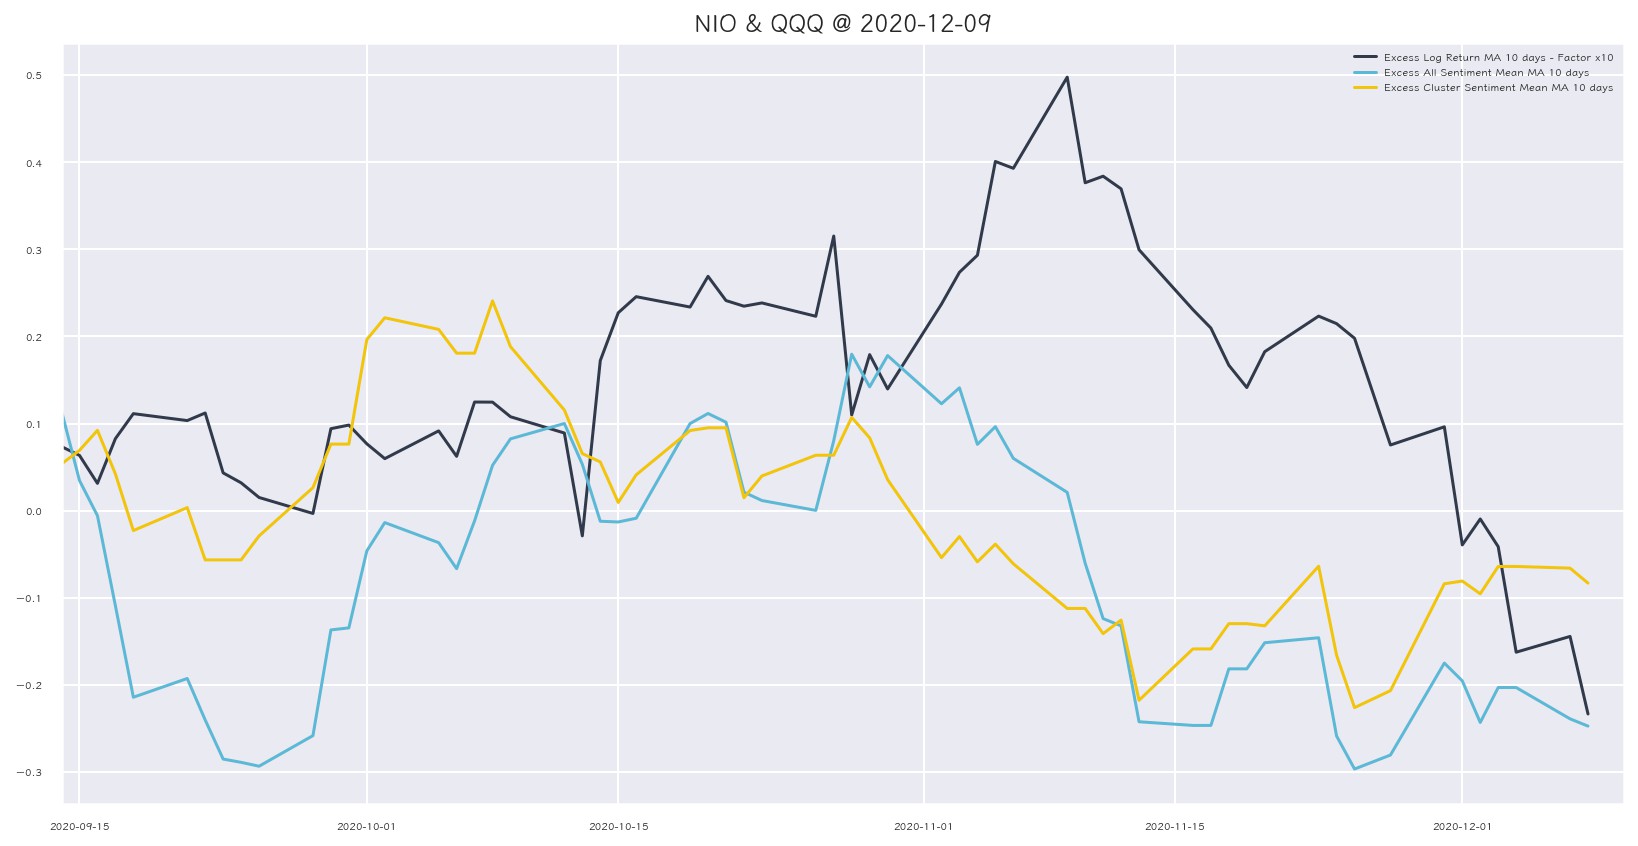 NIO & QQQ @ 2020-12-09
Excess Log Return MA 10 days - Factor x10
Excess All Sentiment Mean MA 10 days
Excess Cluster Sentiment Mean MA 10 days
0.5
0.4
0.3
0.2
0.1
0.0
−0.1
−0.2
−0.3
2020-09-15 2020-10-01 2020-10-15 2020-11-01 2020-11-15 2020-12-01